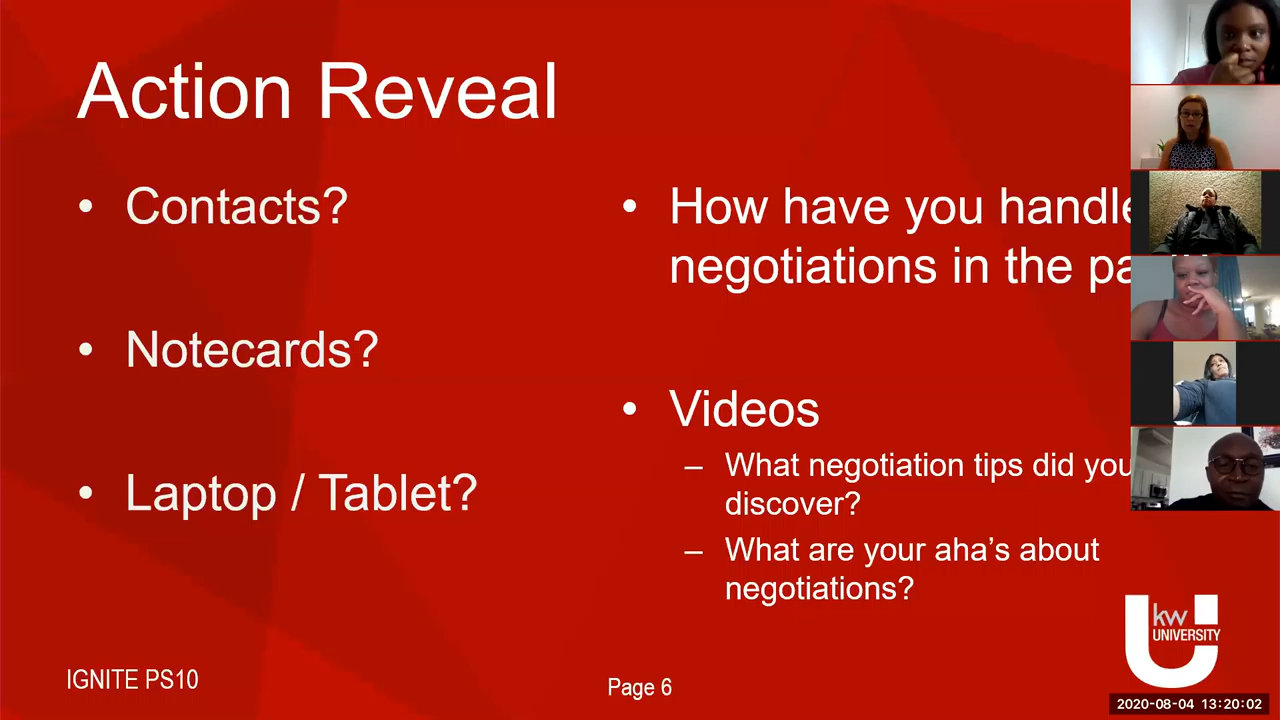 Action Reveal
• Contacts?
• Notecards?
• Laptop / Tablet?
• How have you handle
negotiations in the pa
• Videos
– What negotiation tips did you
discover?
– What are your aha’s about
negotiations?
kw
UNIVERSITY
IGNITE PS10
Page 6
2020-08-04 13:20:02